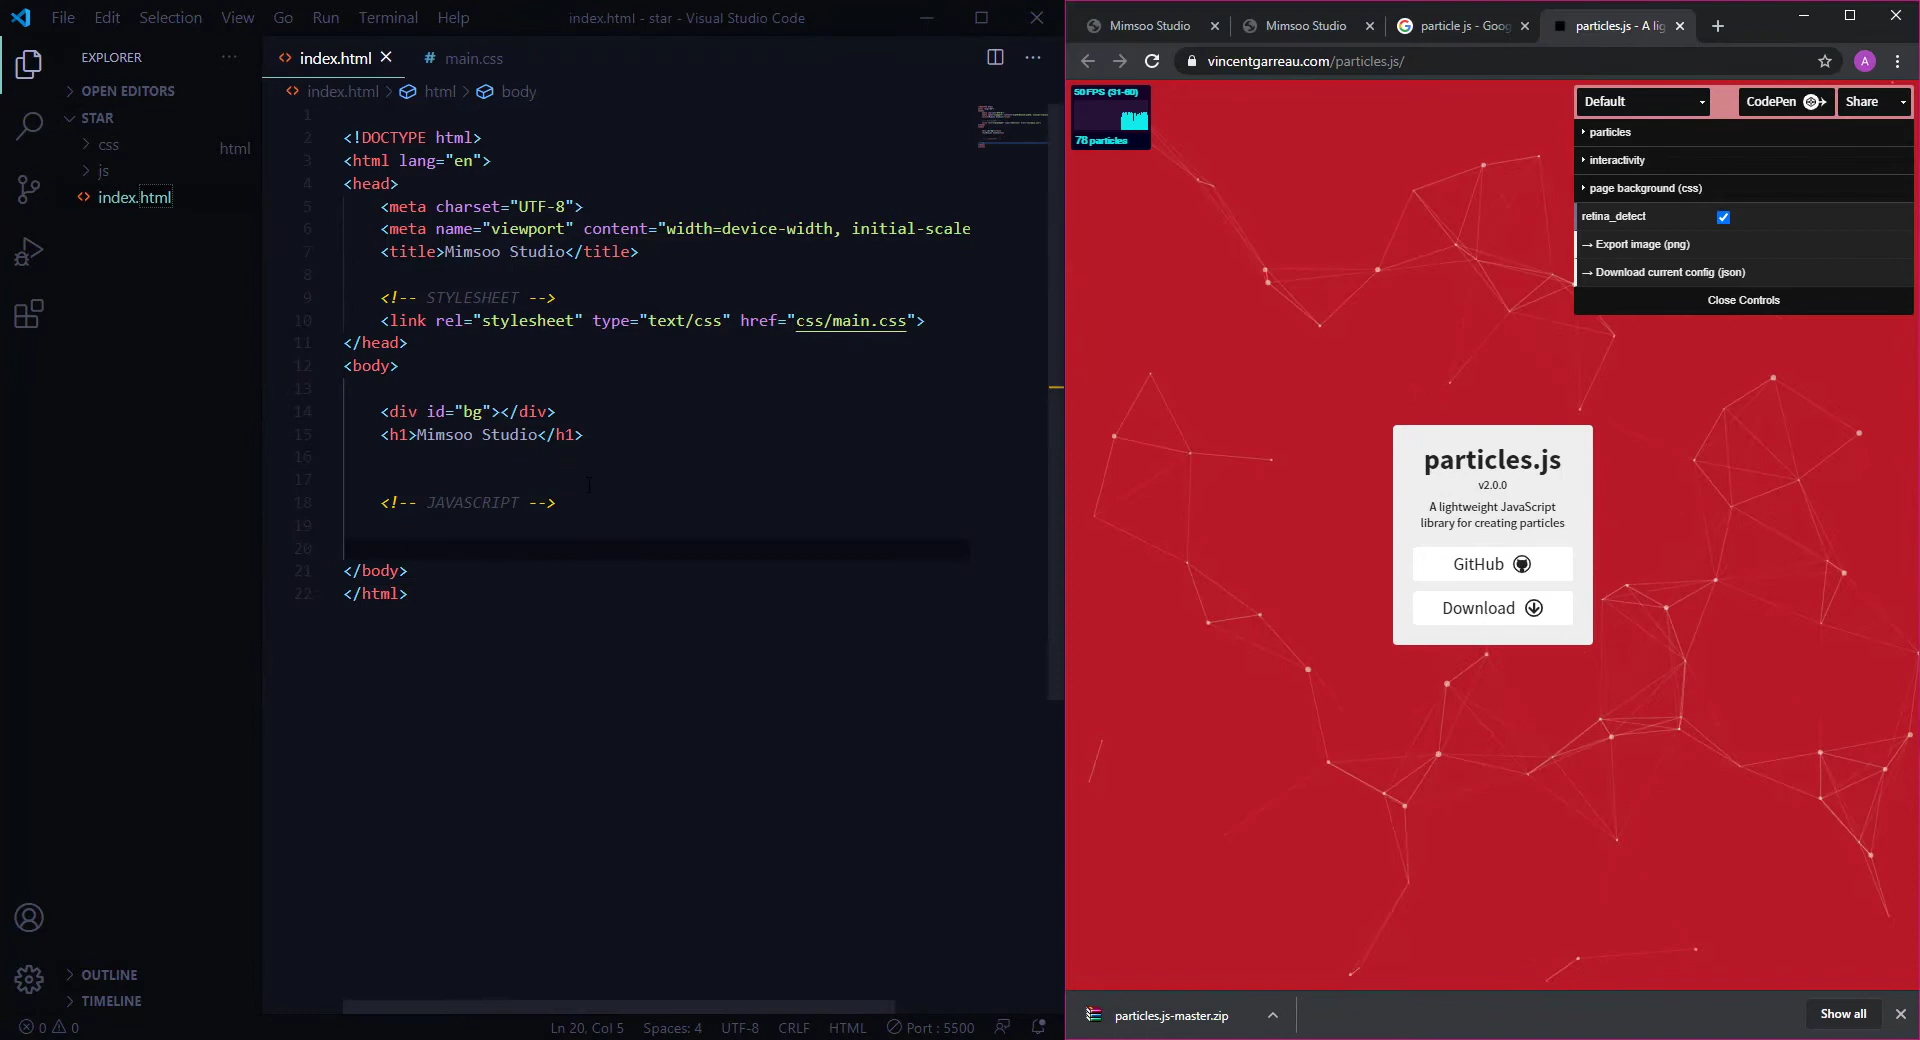 File Edit Selection View Go Run Terminal Help
index.html - star - Visual Studio Code
EXPLORER
OPEN EDITORS
STAR
css
html
js
index.html
OUTLINE
TIMELINE
index.html
main.css
index.html > html > body
1
2 <!DOCTYPE html>
3 <html lang="en">
4 <head>
5 <meta charset="UTF-8">
6 <meta name="viewport" content="width=device-width, initial-scale
7 <title>Mimsoo Studio</title>
8
9 <!-- STYLESHEET -->
10 <link rel="stylesheet" type="text/css" href="css/main.css">
11 </head>
12 <body>
13
14 <div id="bg"></div>
15 <h1>Mimsoo Studio</h1>
16
17
18 <!-- JAVASCRIPT -->
19
20
21 </body>
22 </html>
0 0
Ln 20, Col 5 Spaces: 4 UTF-8 CRLF HTML Port : 5500
Mimsoo Studio
Mimsoo Studio
particle js - Goog
particles.js - A lig
vincentgarreau.com/particles.js/
A
50 FPS (31-60)
78 particles
Default
CodePen
Share
particles
interactivity
page background (css)
retina_detect
→ Export image (png)
→ Download current config (json)
Close Controls
particles.js
v2.0.0
A lightweight JavaScript
library for creating particles
GitHub
Download
particles.js-master.zip
Show all